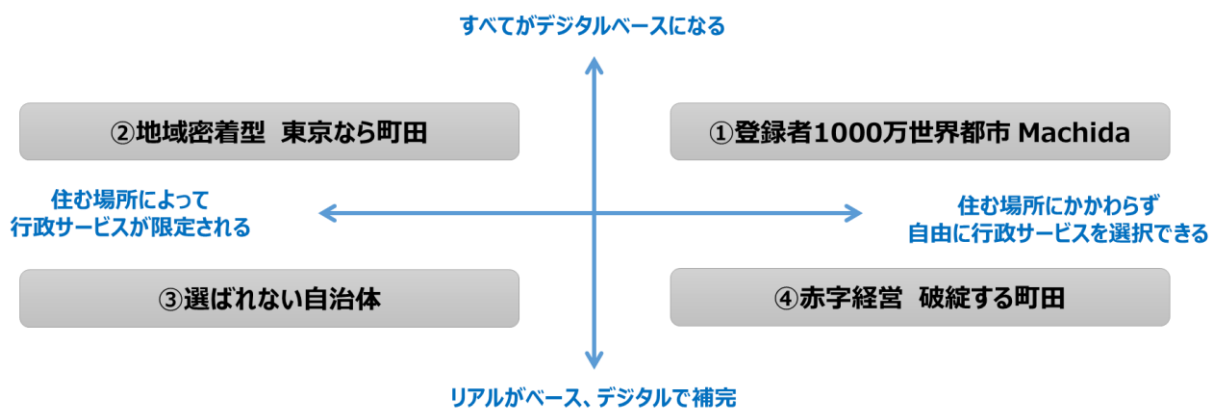 すべてがデジタルベースになる
②地域密着型 東京なら町田
①登録者1000万世界都市 Machida
住む場所によって
行政サービスが限定される
住む場所にかかわらず
自由に行政サービスを選択できる
③選ばれない自治体
④赤字経営 破綻する町田
リアルがベース、デジタルで補完